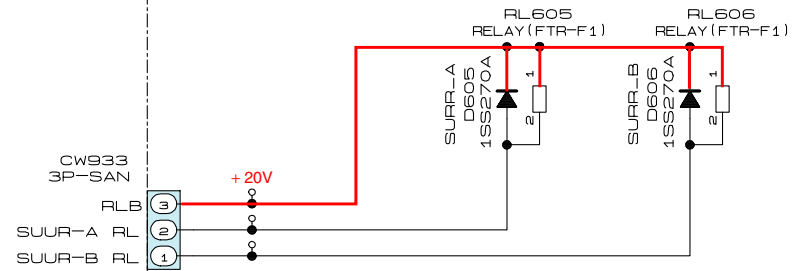 RL605
RELAY(FTR-F1)
RL606
RELAY(FTR-F1)
SURR_A
D605
1SS270A
1
2
SURR_B
D606
1SS270A
1
2
CW933
3P-SAN
+20V
RLB 3
SUUR-A RL 2
SUUR-B RL 1